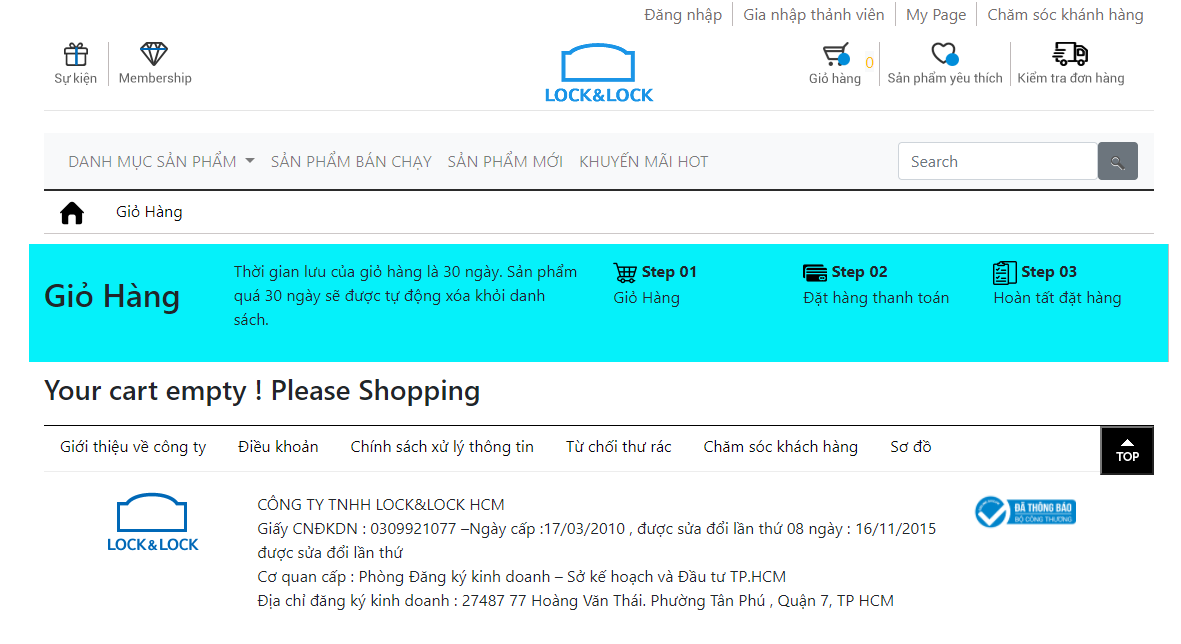 Đăng nhập Gia nhập thành viên My Page Chăm sóc khánh hàng
Sự kiện Membership LOCK&LOCK Giỏ hàng 0 Sản phẩm yêu thích Kiểm tra đơn hàng
DANH MỤC SẢN PHẨM SẢN PHẨM BÁN CHẠY SẢN PHẨM MỚI KHUYẾN MÃI HOT Search
Giỏ Hàng
Giỏ Hàng
Thời gian lưu của giỏ hàng là 30 ngày. Sản phẩm
quá 30 ngày sẽ được tự động xóa khỏi danh
sách.
Step 01
Giỏ Hàng
Step 02
Đặt hàng thanh toán
Step 03
Hoàn tất đặt hàng
Your cart empty ! Please Shopping
Giới thiệu về công ty Điều khoản Chính sách xử lý thông tin Từ chối thư rác Chăm sóc khách hàng Sơ đồ TOP
LOCK&LOCK
CÔNG TY TNHH LOCK&LOCK HCM
Giấy CNĐKDN : 0309921077 –Ngày cấp :17/03/2010 , được sửa đổi lần thứ 08 ngày : 16/11/2015
được sửa đổi lần thứ
Cơ quan cấp : Phòng Đăng ký kinh doanh – Sở kế hoạch và Đầu tư TP.HCM
Địa chỉ đăng ký kinh doanh : 27487 77 Hoàng Văn Thái. Phường Tân Phú , Quận 7, TP HCM
ĐÃ THÔNG BÁO
BỘ CÔNG THƯƠNG